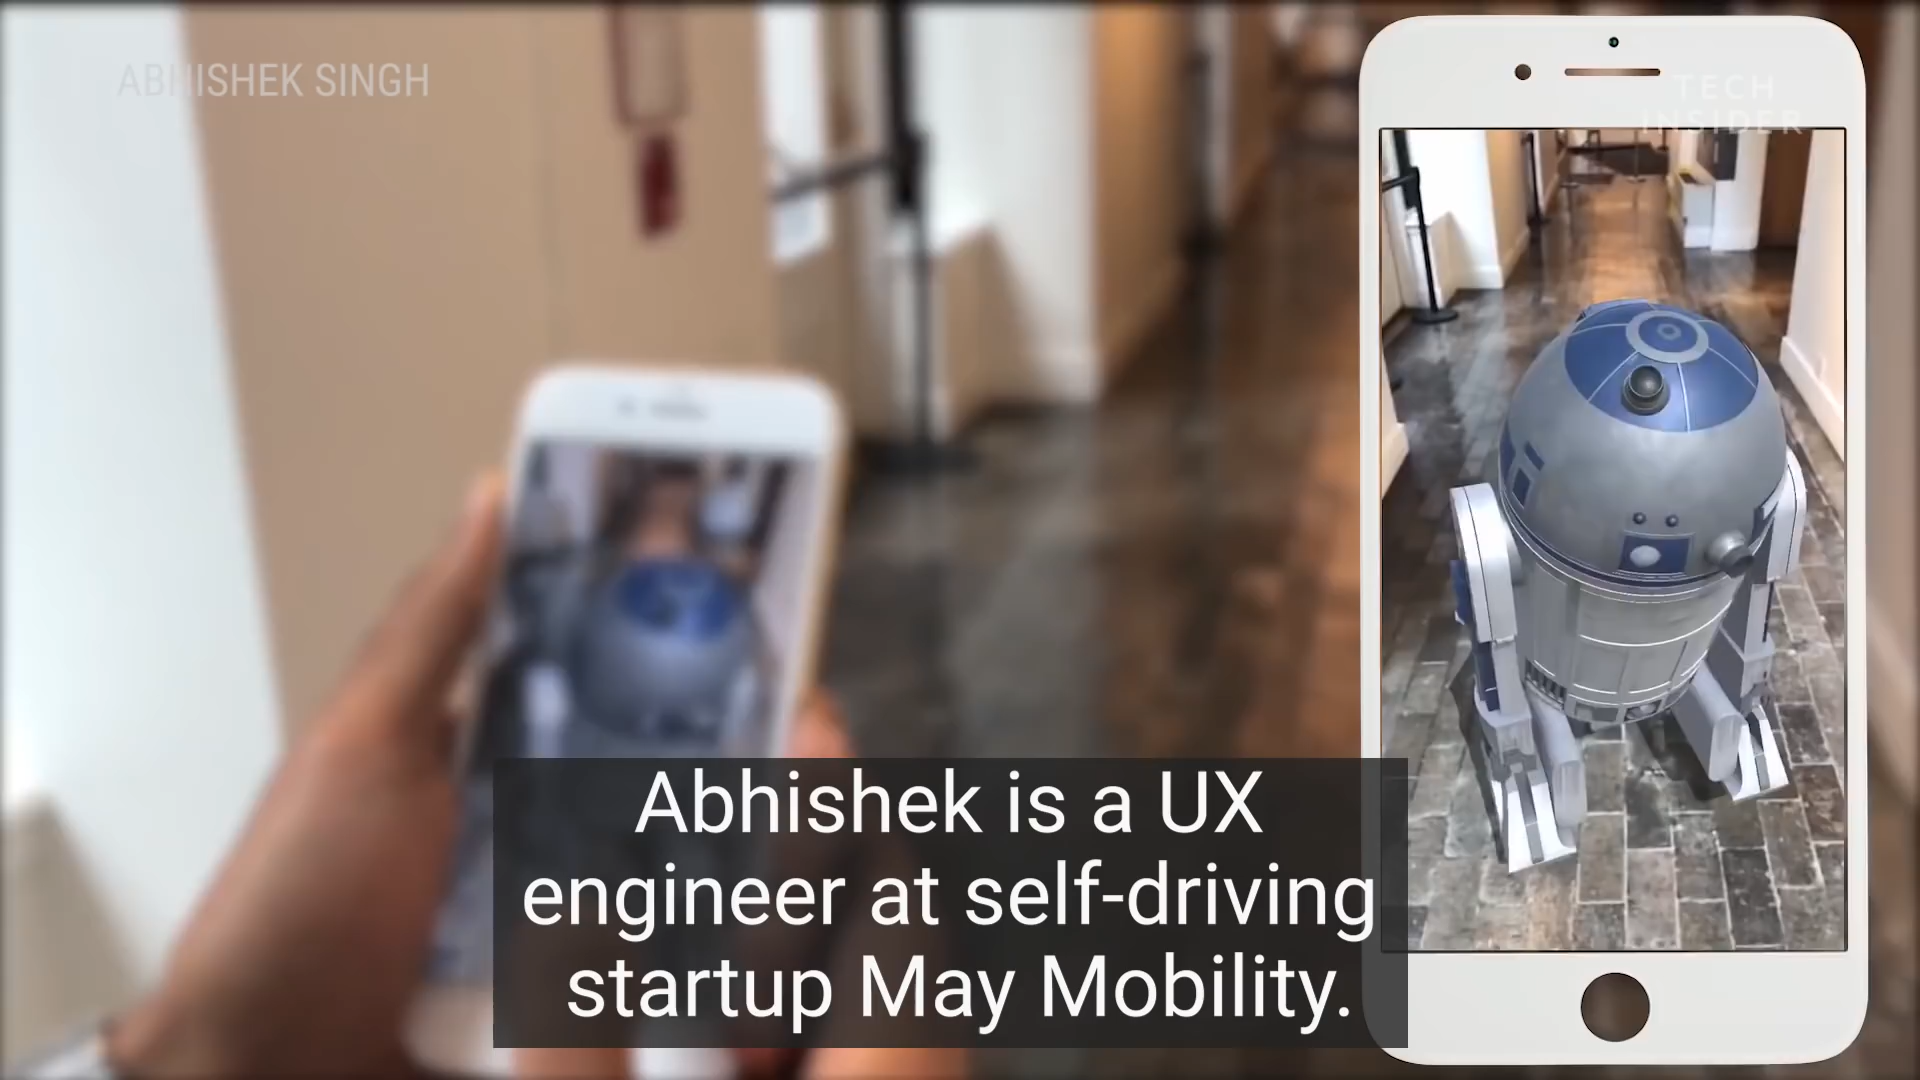 ABHISHEK SINGH
TECH
INSIDER
Abhishek is a UX
engineer at self-driving
startup May Mobility.